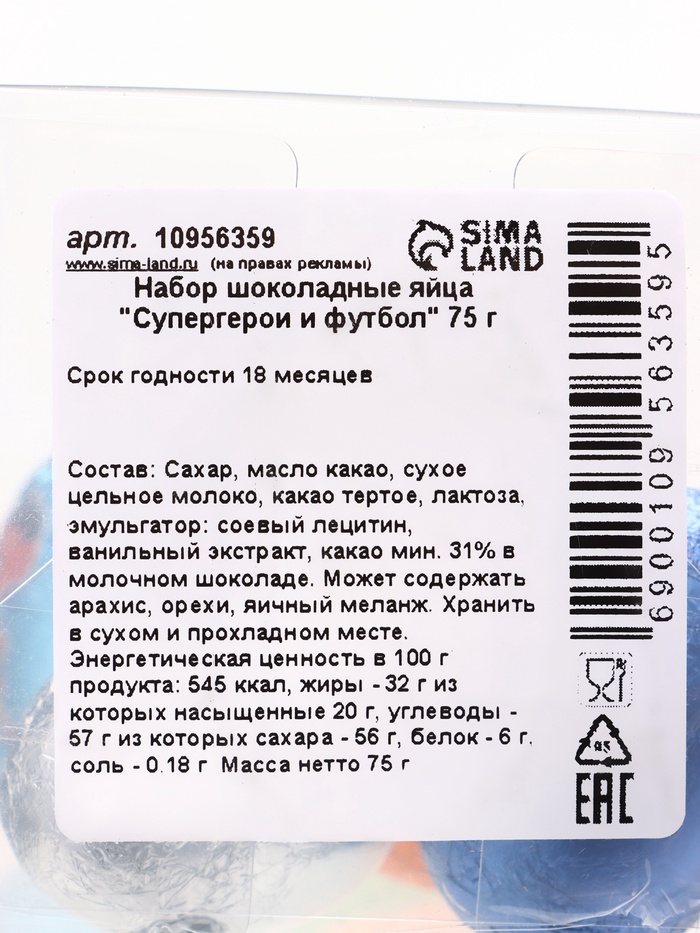 арт. 10956359
SIMA
LAND
www.sima-land.ru (на правах рекламы)
Набор шоколадные яйца
"Супергерои и футбол" 75 г
Срок годности 18 месяцев
Состав: Сахар, масло какао, сухое
цельное молоко, какао тертое, лактоза,
эмульгатор: соевый лецитин,
ванильный экстракт, какао мин. 31% в
молочном шоколаде. Может содержать
арахис, орехи, яичный меланж. Хранить
в сухом и прохладном месте.
Энергетическая ценность в 100 г
продукта: 545 ккал, жиры - 32 г из
которых насыщенные 20 г, углеводы -
57 г из которых сахара - 56 г, белок - 6 г,
соль - 0.18 г Масса нетто 75 г
6900109563595
EAC